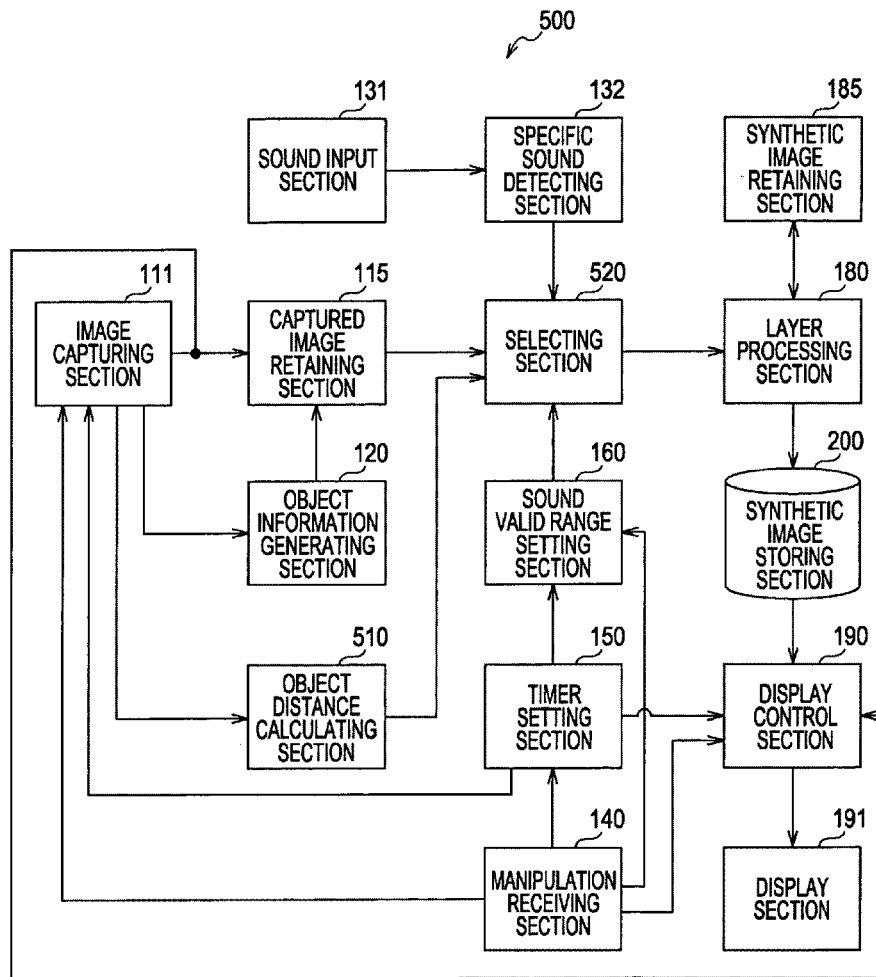 500
131
SOUND INPUT
SECTION
132
SPECIFIC
SOUND
DETECTING
SECTION
185
SYNTHETIC
IMAGE
RETAINING
SECTION
111
IMAGE
CAPTURING
SECTION
115
CAPTURED
IMAGE
RETAINING
SECTION
520
SELECTING
SECTION
180
LAYER
PROCESSING
SECTION
120
OBJECT
INFORMATION
GENERATING
SECTION
160
SOUND
VALID RANGE
SETTING
SECTION
200
SYNTHETIC
IMAGE
STORING
SECTION
510
OBJECT
DISTANCE
CALCULATING
SECTION
150
TIMER
SETTING
SECTION
190
DISPLAY
CONTROL
SECTION
140
MANIPULATION
RECEIVING
SECTION
191
DISPLAY
SECTION